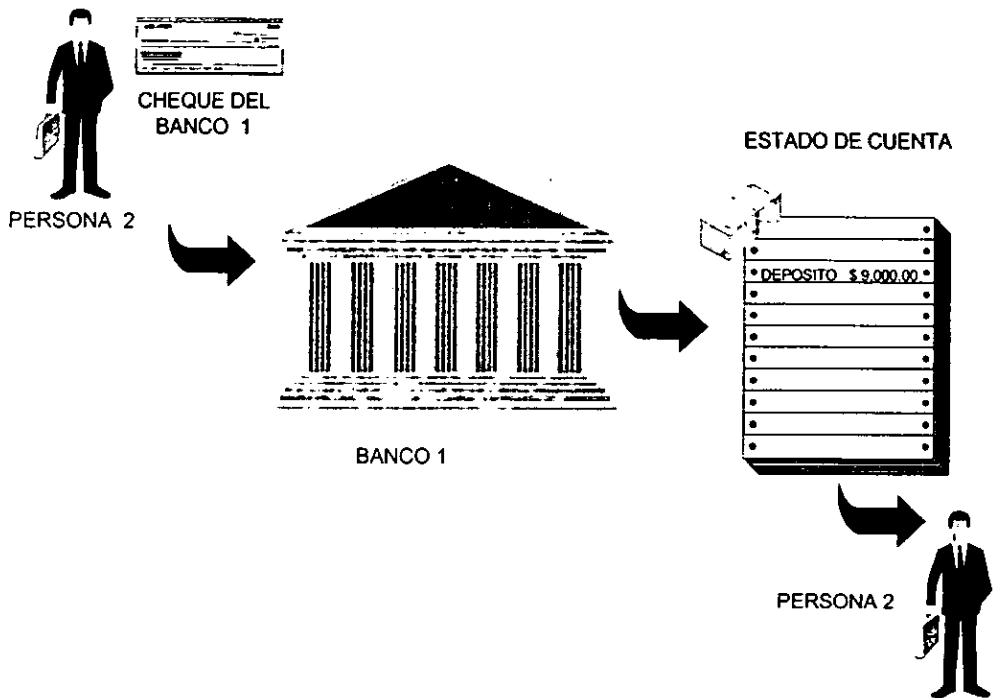 CHEQUE DEL
BANCO 1
PERSONA 2
ESTADO DE CUENTA
DEPOSITO $ 9,000.00
BANCO 1
PERSONA 2